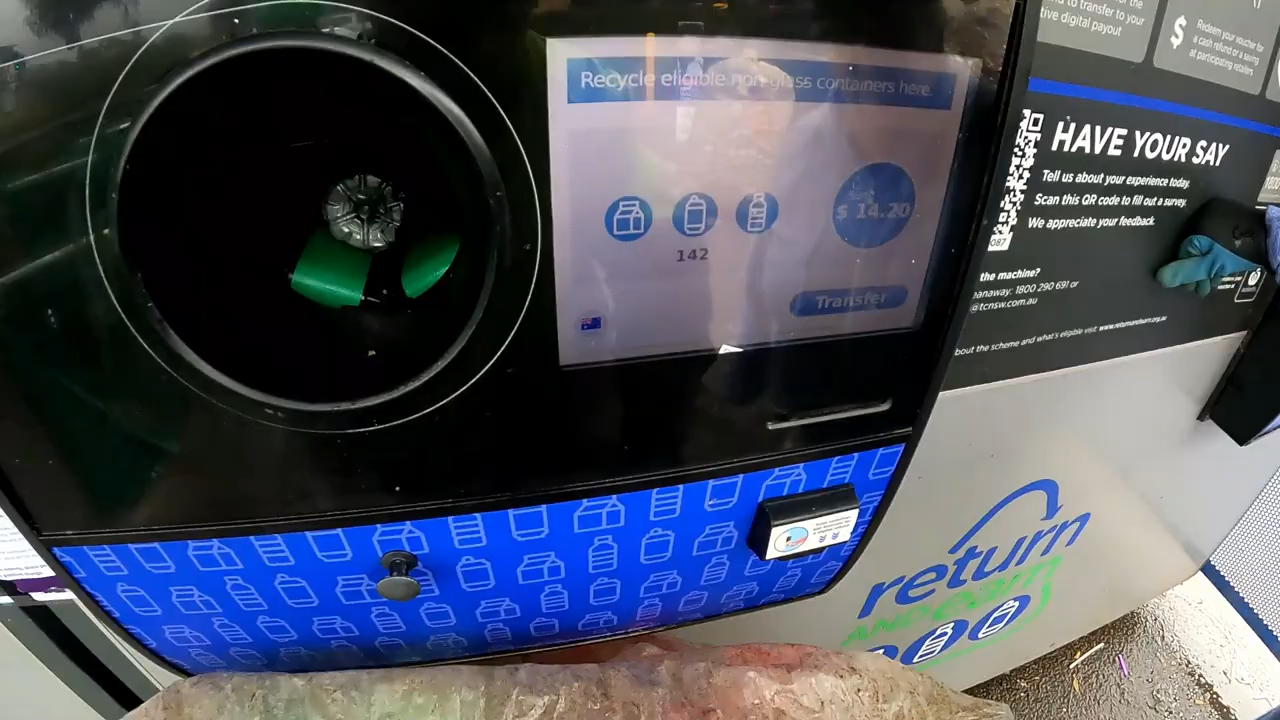 Recycle eligible non-glass containers here.
$ 14.20
142
Transfer
to transfer to your
tive digital payout
$
Redeem your voucher for
a cash refund or a saving
at participating retailers
HAVE YOUR SAY
Tell us about your experience today.
Scan this QR code to fill out a survey.
We appreciate your feedback.
087
the machine?
eanaway: 1800 290 691 or
@tcnsw.com.au
bout the scheme and what's eligible visit www.returnandearn.org.au
return
AND earn